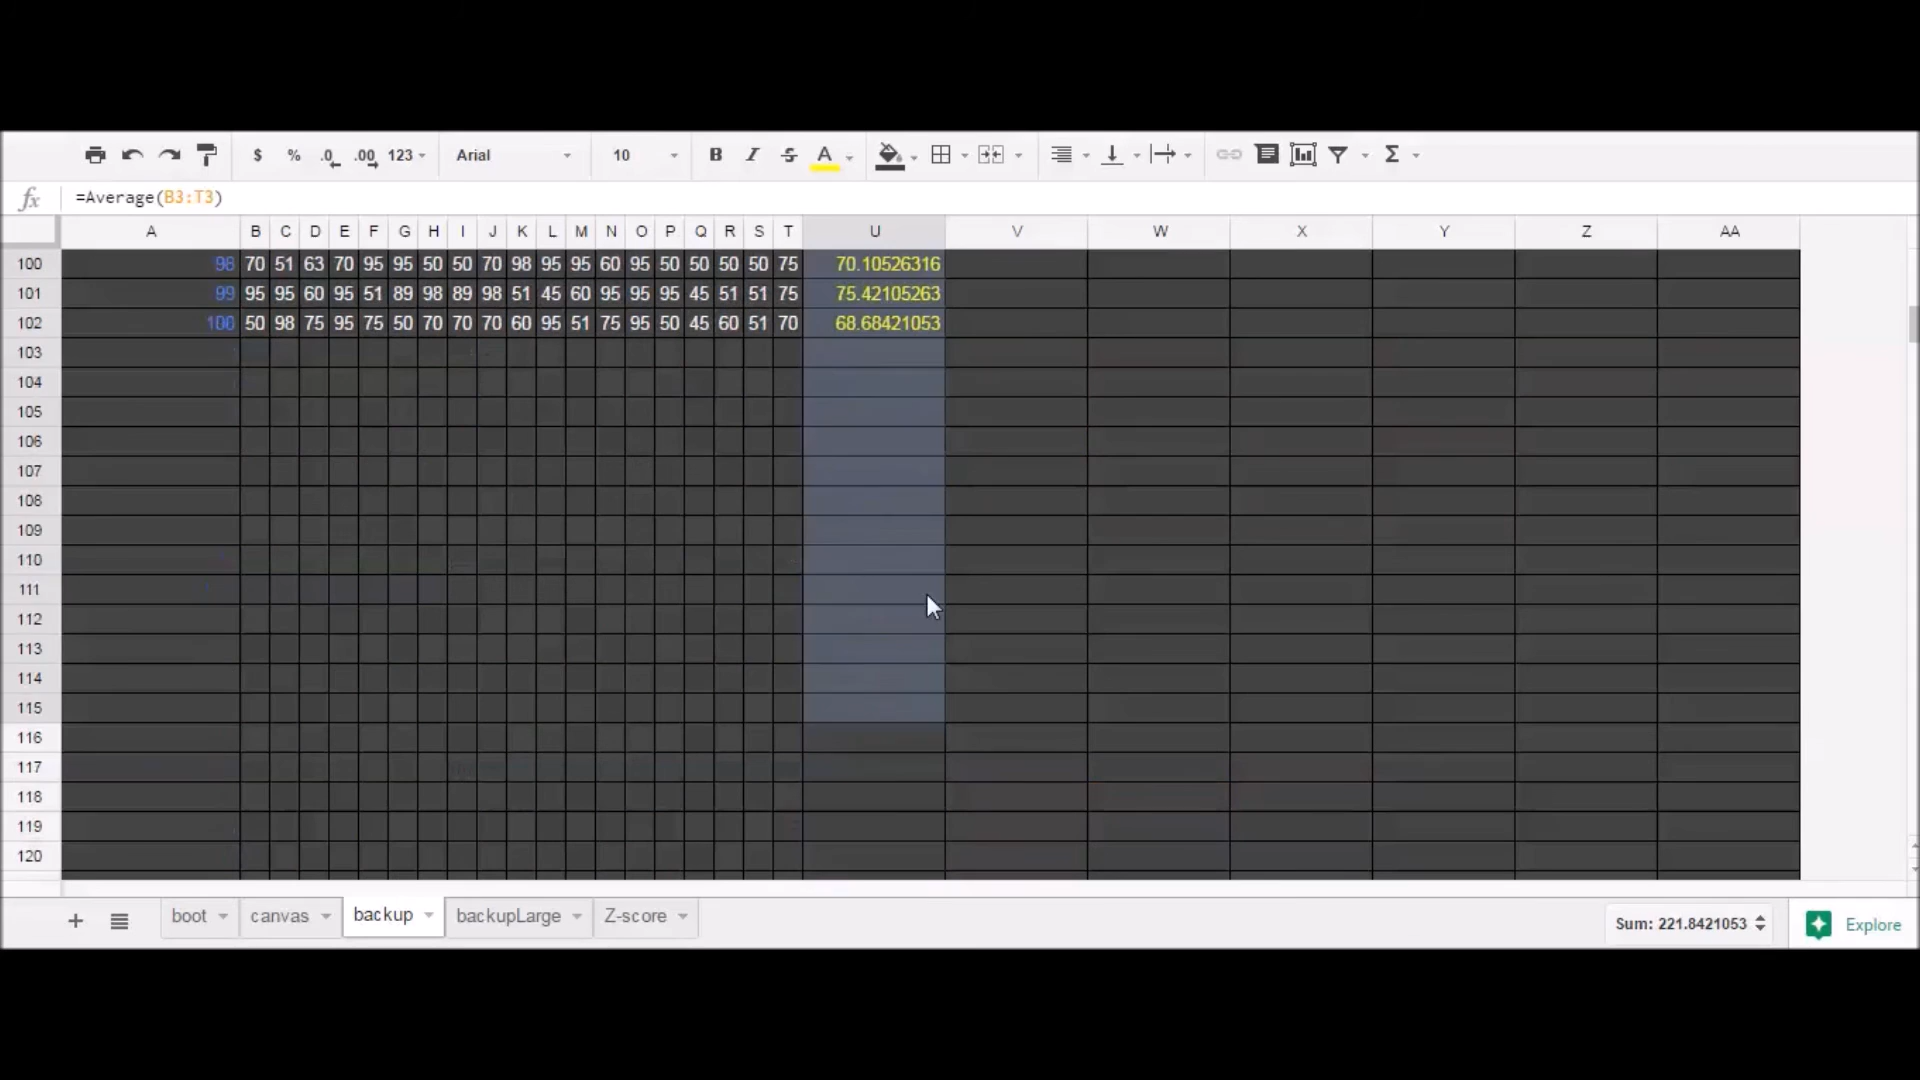 $ % .0 .00 123 Arial 10 B I S A Σ
fx =Average(B3:T3)
A B C D E F G H I J K L M N O P Q R S T U V W X Y Z AA
100 98 70 51 63 70 95 95 50 50 70 98 95 95 60 95 50 50 50 50 75 70.10526316
101 99 95 95 60 95 51 89 98 89 98 51 45 60 95 95 95 45 51 51 75 75.42105263
102 100 50 98 75 95 75 50 70 70 70 60 95 51 75 95 50 45 60 51 70 68.68421053
103
104
105
106
107
108
109
110
111
112
113
114
115
116
117
118
119
120
+ boot canvas backup backupLarge Z-score Sum: 221.8421053 Explore